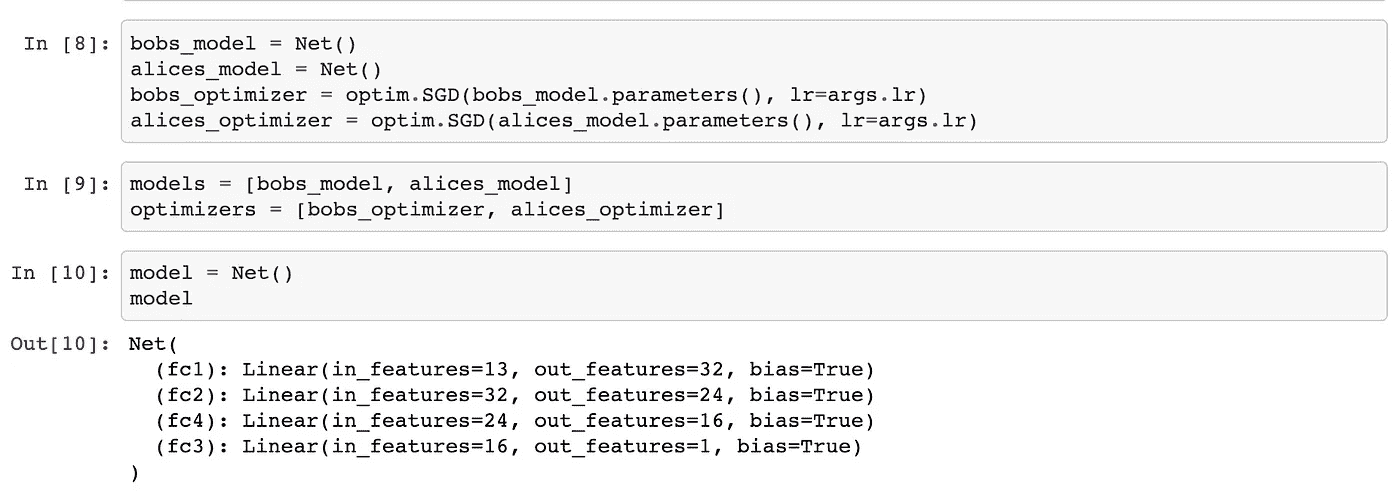 In [8]: bobs_model = Net()
alices_model = Net()
bobs_optimizer = optim.SGD(bobs_model.parameters(), lr=args.lr)
alices_optimizer = optim.SGD(alices_model.parameters(), lr=args.lr)
In [9]: models = [bobs_model, alices_model]
optimizers = [bobs_optimizer, alices_optimizer]
In [10]: model = Net()
model
Out[10]: Net(
(fc1): Linear(in_features=13, out_features=32, bias=True)
(fc2): Linear(in_features=32, out_features=24, bias=True)
(fc4): Linear(in_features=24, out_features=16, bias=True)
(fc3): Linear(in_features=16, out_features=1, bias=True)
)